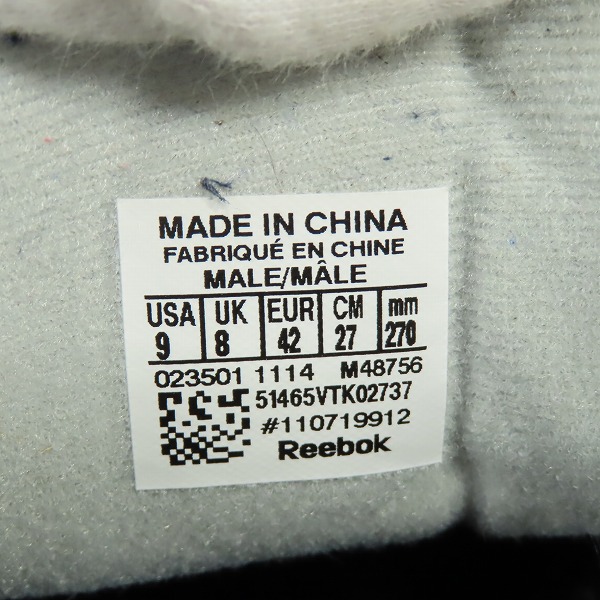 MADE IN CHINA
FABRIQUÉ EN CHINE
MALE/MÂLE
USA UK EUR CM mm
9 8 42 27 270
023501 1114 M48756
51465VTK02737
#110719912
Reebok